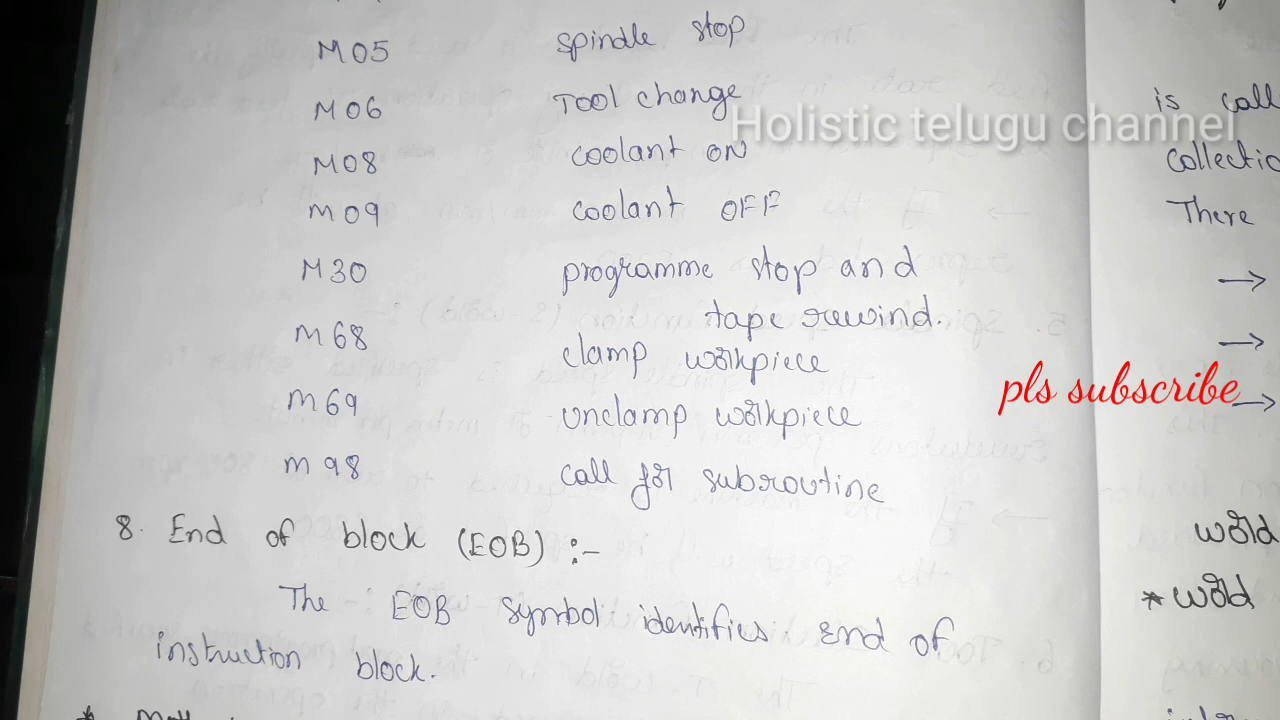 M05 spindle stop
M06 Tool change
Holistic telugu channel
M08 coolant ON
M09 coolant OFF
M30 programme stop and
tape rewind.
M68 clamp workpiece
M69 unclamp workpiece
M98 call for subroutine
8. End of block (EOB) :-
The EOB symbol identifies End of
instruction block.
is call
collectio
There
→
→
→
pls subscribe
word
* word